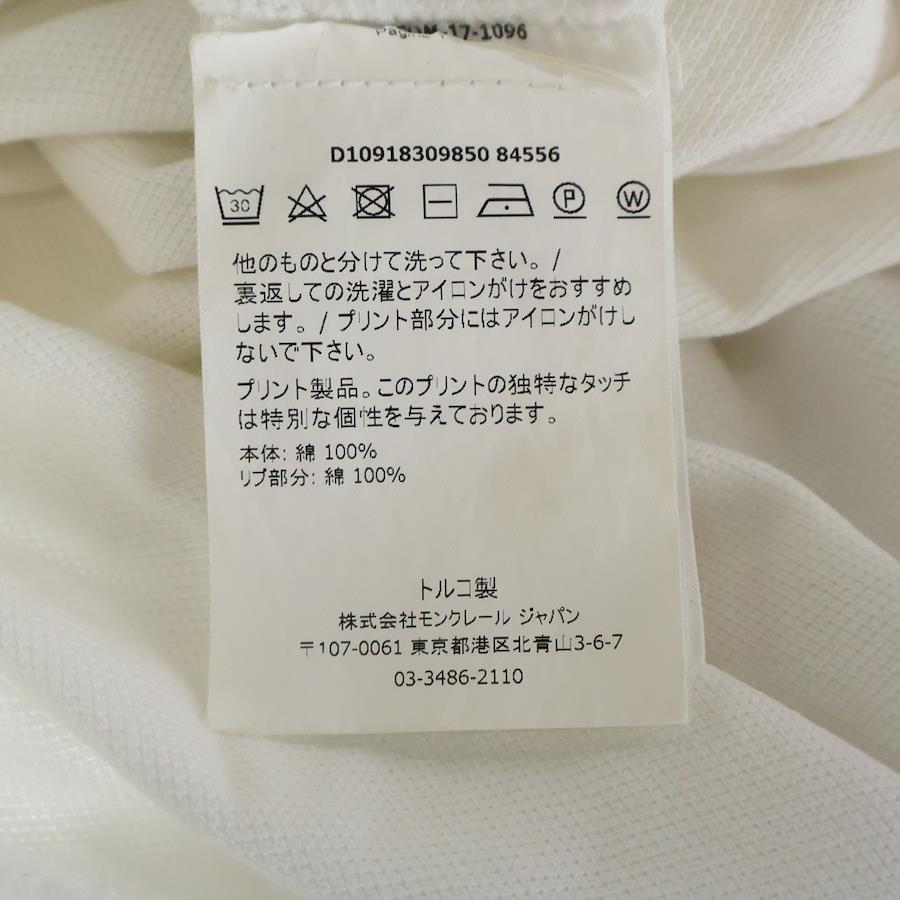 -17-1096
D10918309850 84556
30 P W
他のものと分けて洗って下さい。/
裏返しての洗濯とアイロンがけをおすすめ
します。/ プリント部分にはアイロンがけし
ないで下さい。
プリント製品。このプリントの独特なタッチ
は特別な個性を与えております。
本体: 綿 100%
リブ部分: 綿 100%
トルコ製
株式会社モンクレール ジャパン
〒107-0061 東京都港区北青山3-6-7
03-3486-2110